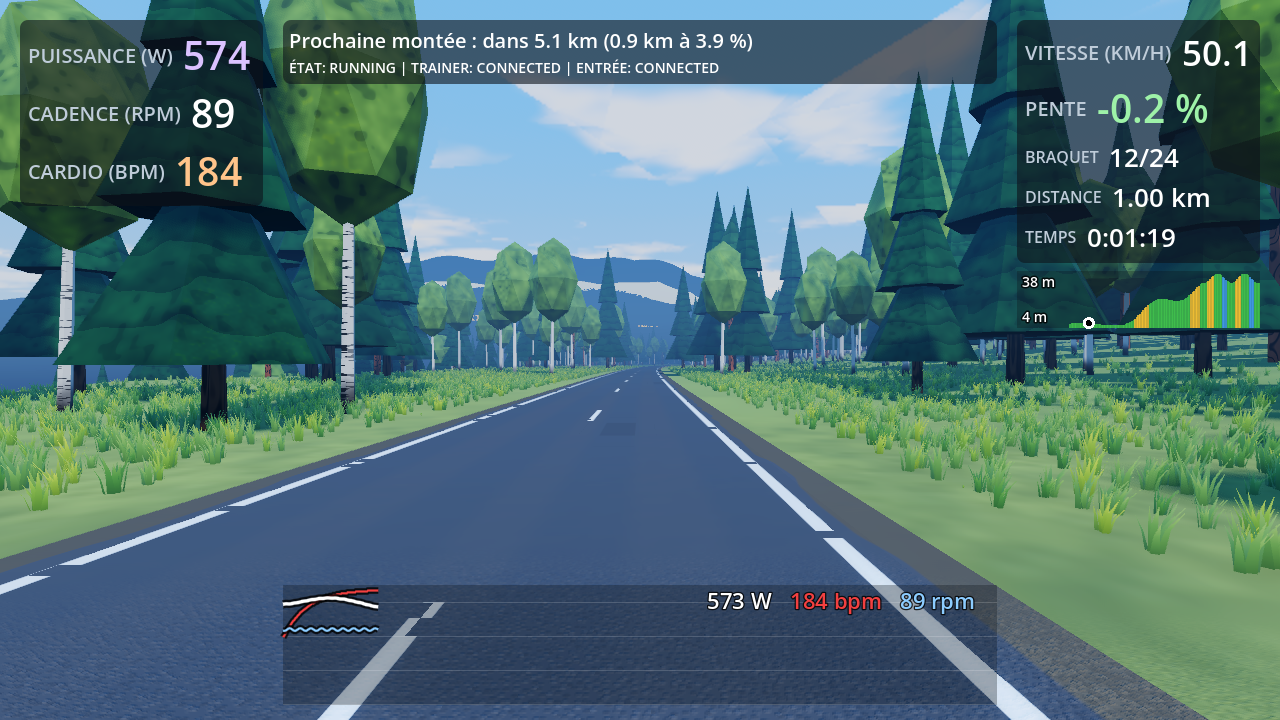 PUISSANCE (W) 574
CADENCE (RPM) 89
CARDIO (BPM) 184
Prochaine montée : dans 5.1 km (0.9 km à 3.9 %)
ÉTAT: RUNNING | TRAINER: CONNECTED | ENTRÉE: CONNECTED
VITESSE (KM/H) 50.1
PENTE -0.2 %
BRAQUET 12/24
DISTANCE 1.00 km
TEMPS 0:01:19
38 m
4 m
573 W 184 bpm 89 rpm